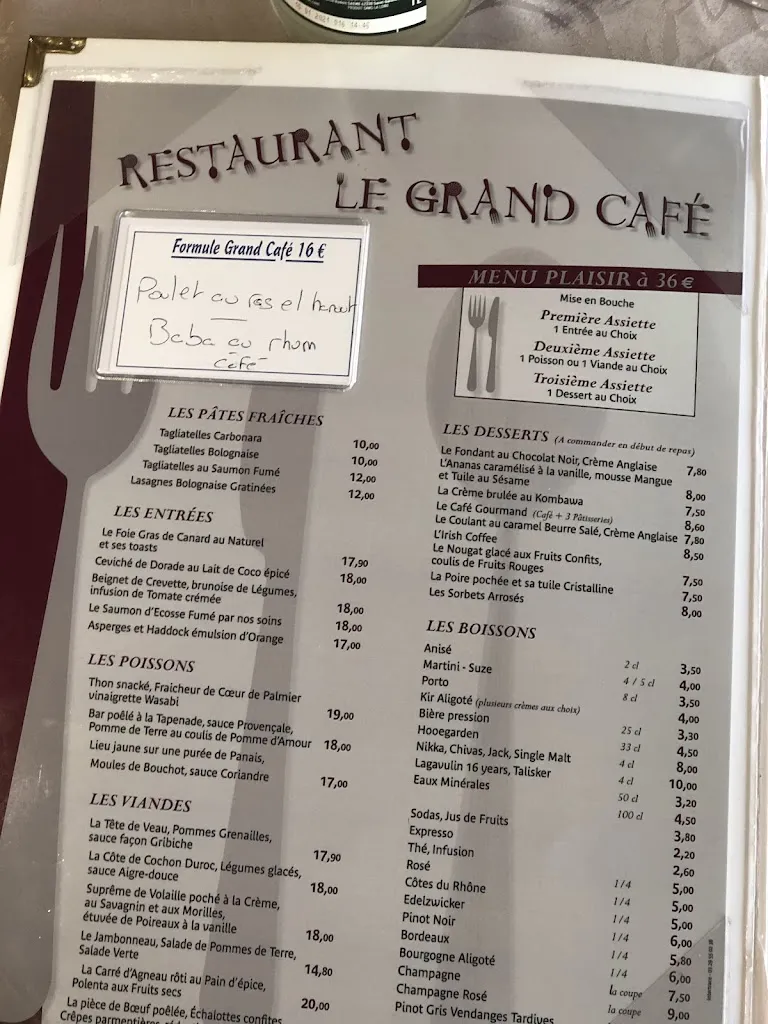 RESTAURANT
LE GRAND CAFÉ
Formule Grand Café 16 €
Poulet au ras el hanout
Baba au rhum
café
MENU PLAISIR à 36 €
Mise en Bouche
Première Assiette
1 Entrée au Choix
Deuxième Assiette
1 Poisson ou 1 Viande au Choix
Troisième Assiette
1 Dessert au Choix
LES PÂTES FRAÎCHES
Tagliatelles Carbonara 10,00
Tagliatelles Bolognaise 10,00
Tagliatelles au Saumon Fumé 12,00
Lasagnes Bolognaise Gratinées 12,00
LES ENTRÉES
Le Foie Gras de Canard au Naturel
et ses toasts 17,90
Ceviché de Dorade au Lait de Coco épicé 18,00
Beignet de Crevette, brunoise de Légumes,
infusion de Tomate crémée 18,00
Le Saumon d'Ecosse Fumé par nos soins 18,00
Asperges et Haddock émulsion d'Orange 17,00
LES POISSONS
Thon snacké, Fraicheur de Cœur de Palmier
vinaigrette Wasabi 19,00
Bar poêlé à la Tapenade, sauce Provençale,
Pomme de Terre au coulis de Pomme d'Amour 18,00
Lieu jaune sur une purée de Panais,
Moules de Bouchot, sauce Coriandre 17,00
LES VIANDES
La Tête de Veau, Pommes Grenailles,
sauce façon Gribiche 17,90
La Côte de Cochon Duroc, Légumes glacés,
sauce Aigre-douce 18,00
Suprême de Volaille poché à la Crème,
au Savagnin et aux Morilles,
étuvée de Poireaux à la vanille 18,00
Le Jambonneau, Salade de Pommes de Terre,
Salade Verte 14,80
La Carré d'Agneau rôti au Pain d'épice,
Polenta aux Fruits secs 20,00
La pièce de Bœuf poêlée, Échalottes confites
Crêpes parmentières,
LES DESSERTS (A commander en début de repas)
Le Fondant au Chocolat Noir, Crème Anglaise 7,80
L'Ananas caramélisé à la vanille, mousse Mangue
et Tuile au Sésame 8,00
La Crème brulée au Kombawa 7,50
Le Café Gourmand (Café + 3 Pâtisseries) 8,60
Le Coulant au caramel Beurre Salé, Crème Anglaise 7,80
L'Irish Coffee 8,50
Le Nougat glacé aux Fruits Confits,
coulis de Fruits Rouges 7,50
La Poire pochée et sa tuile Cristalline 7,50
Les Sorbets Arrosés 8,00
LES BOISSONS
Anisé 2 cl 3,50
Martini - Suze 4 / 5 cl 4,00
Porto 8 cl 3,50
Kir Aligoté (plusieurs crèmes aux choix) 4,00
Bière pression 25 cl 3,30
Hooegarden 33 cl 4,50
Nikka, Chivas, Jack, Single Malt 4 cl 8,00
Lagavulin 16 years, Talisker 4 cl 10,00
Eaux Minérales 50 cl 3,20
100 cl 4,50
Sodas, Jus de Fruits 3,80
Expresso 2,20
Thé, Infusion 2,60
Rosé 1/4 5,00
Côtes du Rhône 1/4 5,00
Edelzwicker 1/4 5,00
Pinot Noir 1/4 6,00
Bordeaux 1/4 5,80
Bourgogne Aligoté 1/4 6,00
Champagne la coupe 7,50
Champagne Rosé la coupe 9,00
Pinot Gris Vendanges Tardives